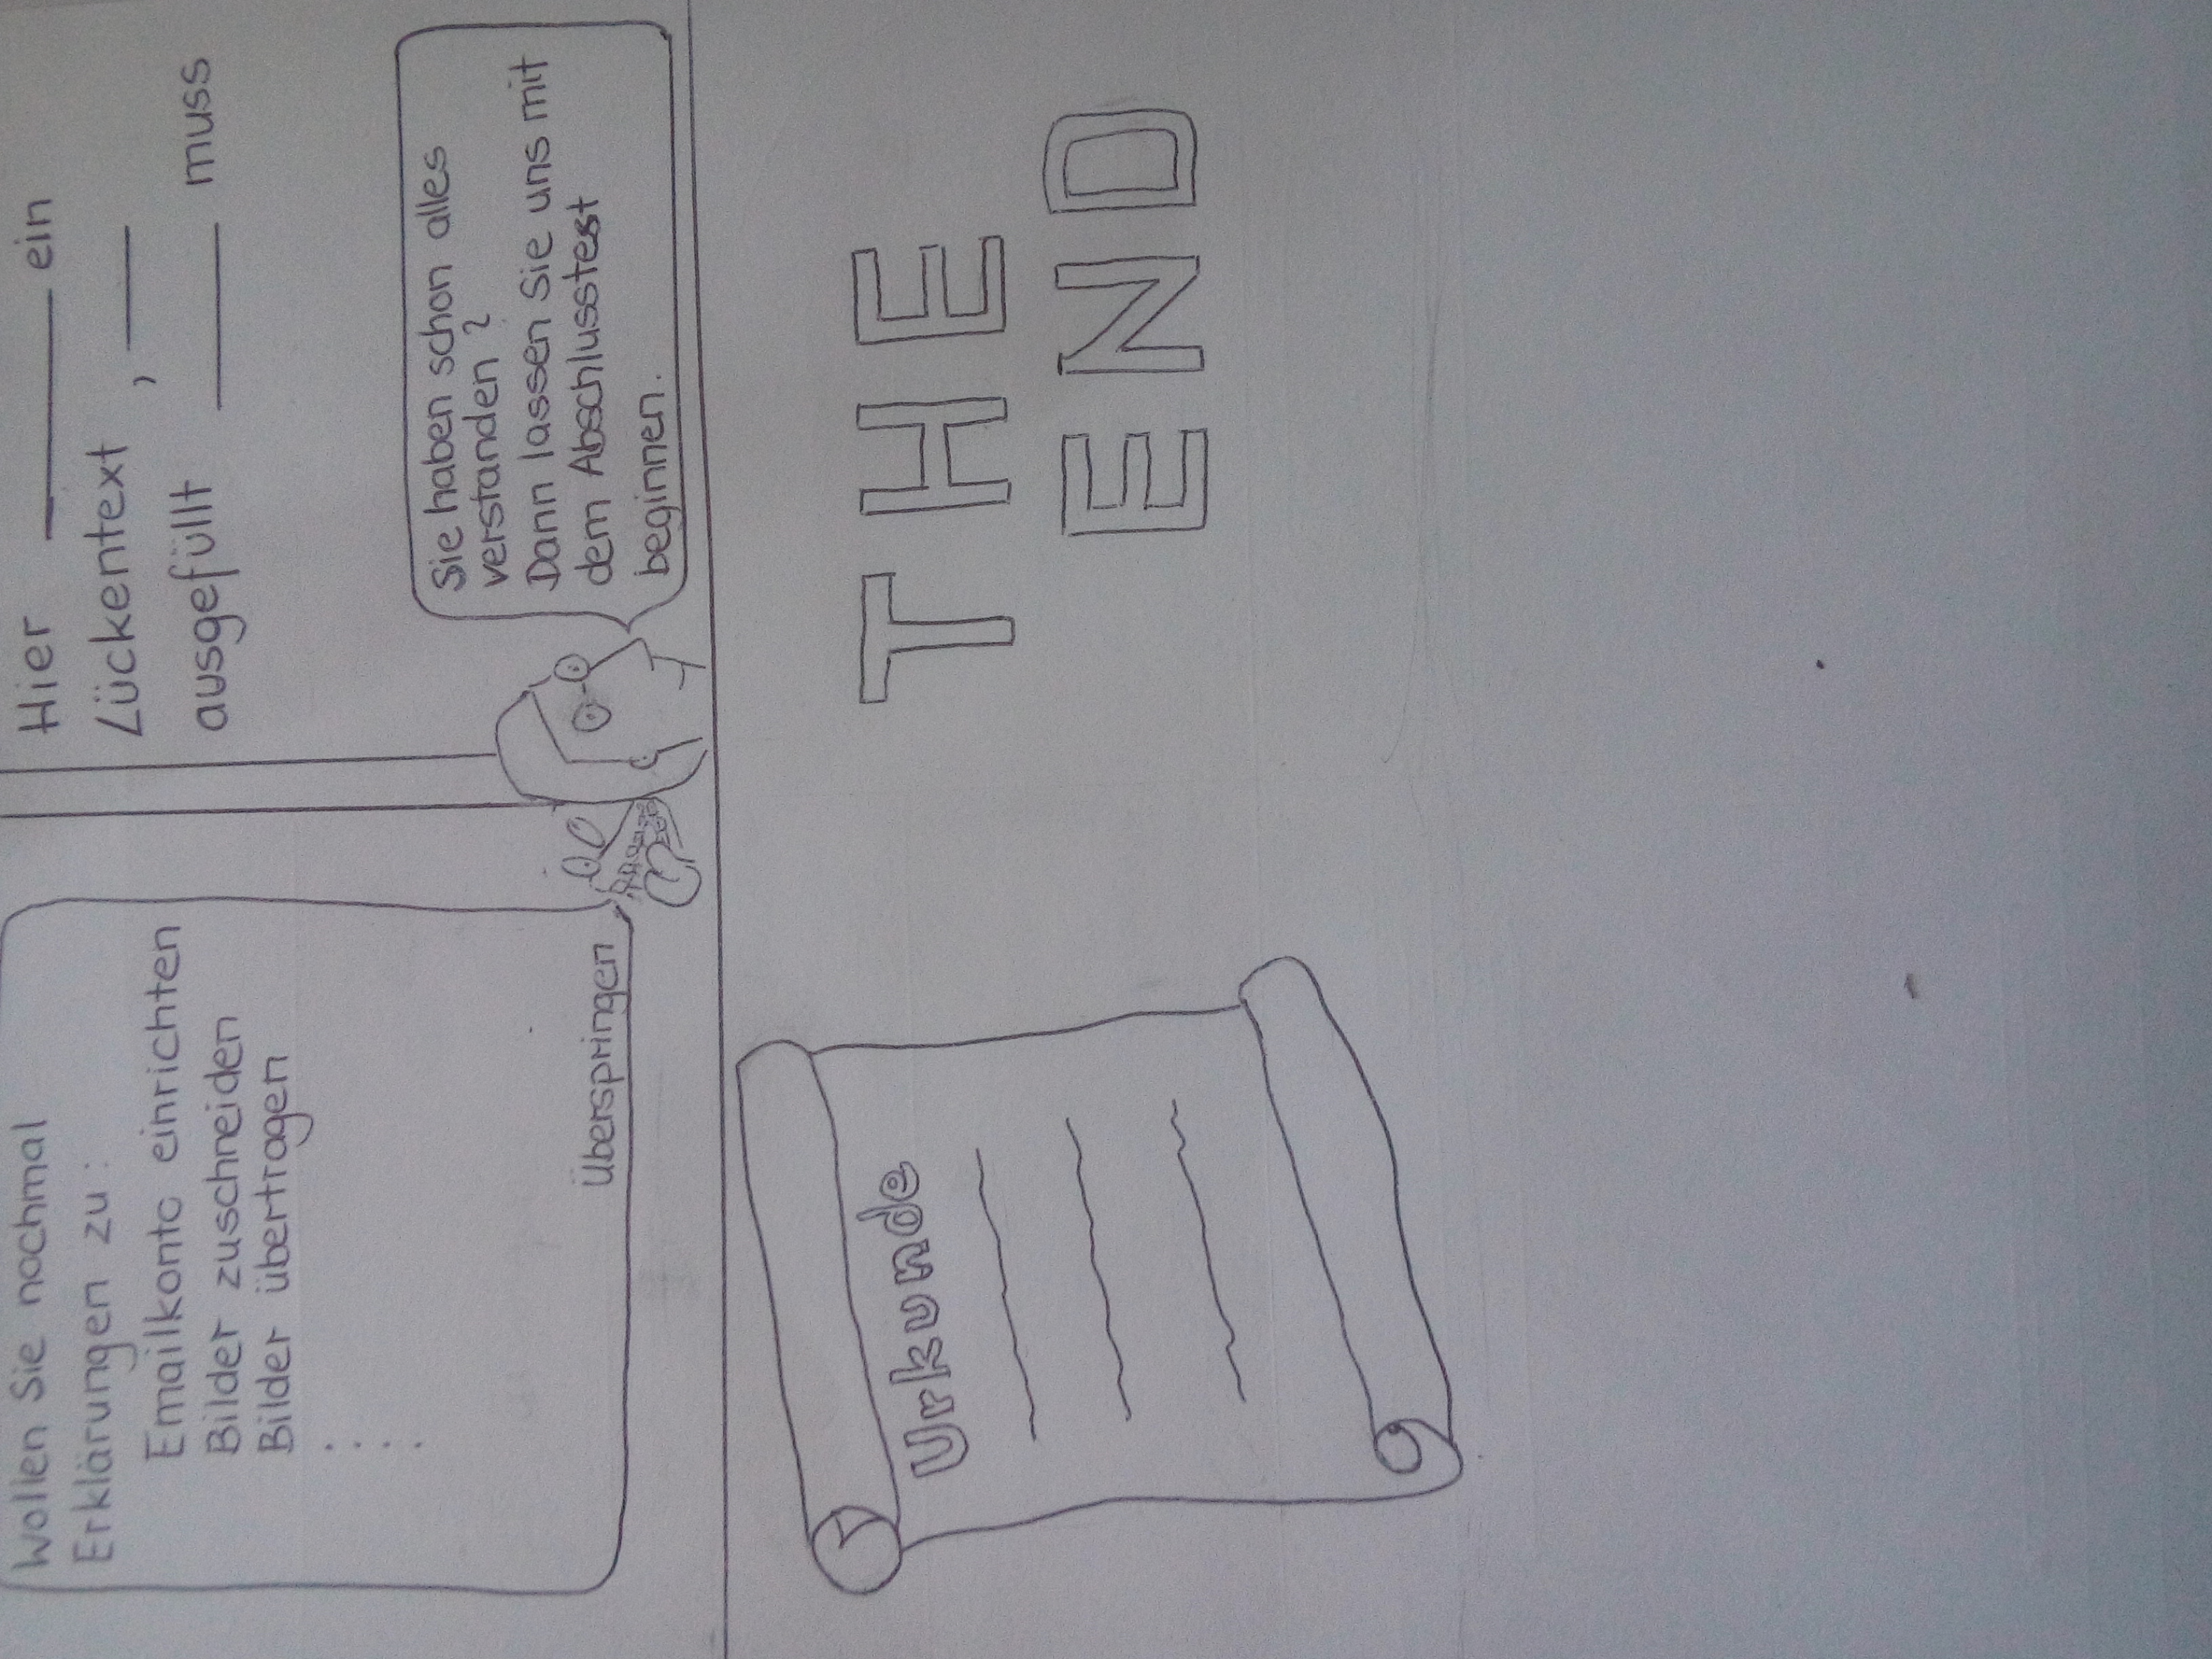 Wollen Sie nochmal
Erklärungen zu :
Emailkonto einrichten
Bilder zuschneiden
Bilder übertragen
.
.
.
.
Überspringen
Hier ________ ein
Lückentext , ____
ausgefüllt ______ muss
Sie haben schon alles
verstanden ?
Dann lassen Sie uns mit
dem Abschlusstest
beginnen.
Urkunde
THE
END